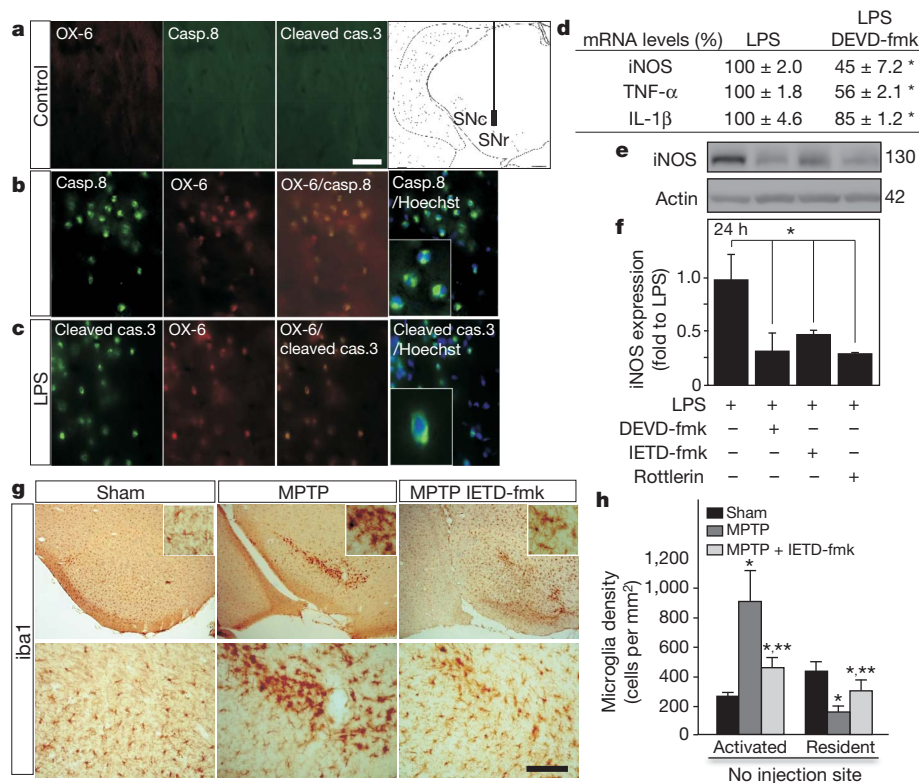 a
Control
OX-6
Casp.8
Cleaved cas.3
SNc
SNr
b
Casp.8
OX-6
OX-6/casp.8
Casp.8
/Hoechst
c
LPS
Cleaved cas.3
OX-6
OX-6/
cleaved cas.3
Cleaved cas.3
/Hoechst
d
mRNA levels (%) LPS LPS DEVD-fmk
iNOS 100 ± 2.0 45 ± 7.2 *
TNF-α 100 ± 1.8 56 ± 2.1 *
IL-1β 100 ± 4.6 85 ± 1.2 *
e
iNOS 130
Actin 42
f
24 h
*
iNOS expression
(fold to LPS)
1.0
0.5
0
LPS + + + +
DEVD-fmk – + – –
IETD-fmk – – + –
Rottlerin – – – +
g
Sham
MPTP
MPTP IETD-fmk
iba1
h
Sham
MPTP
MPTP + IETD-fmk
Microglia density
(cells per mm²)
1,200
1,000
800
600
400
200
0
*
*,**
*
*,**
Activated Resident
No injection site